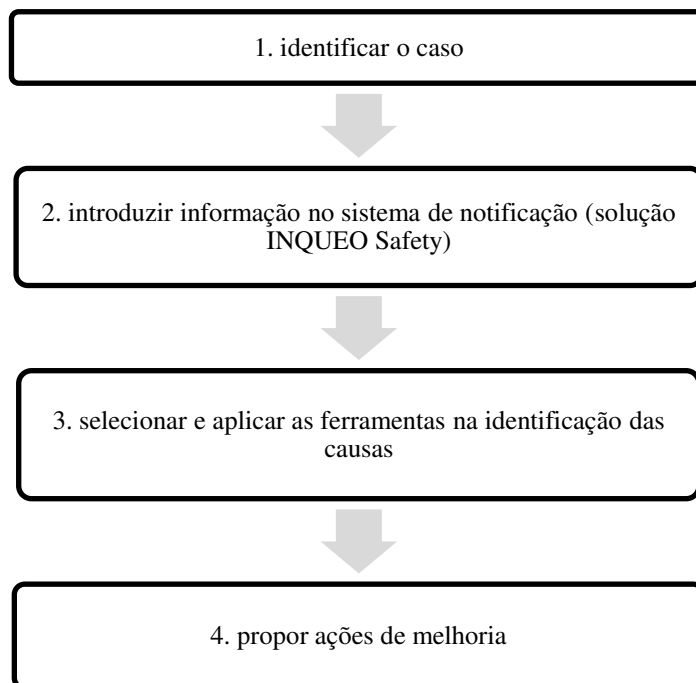 1. identificar o caso
2. introduzir informação no sistema de notificação (solução
INQUEO Safety)
3. selecionar e aplicar as ferramentas na identificação das
causas
4. propor ações de melhoria